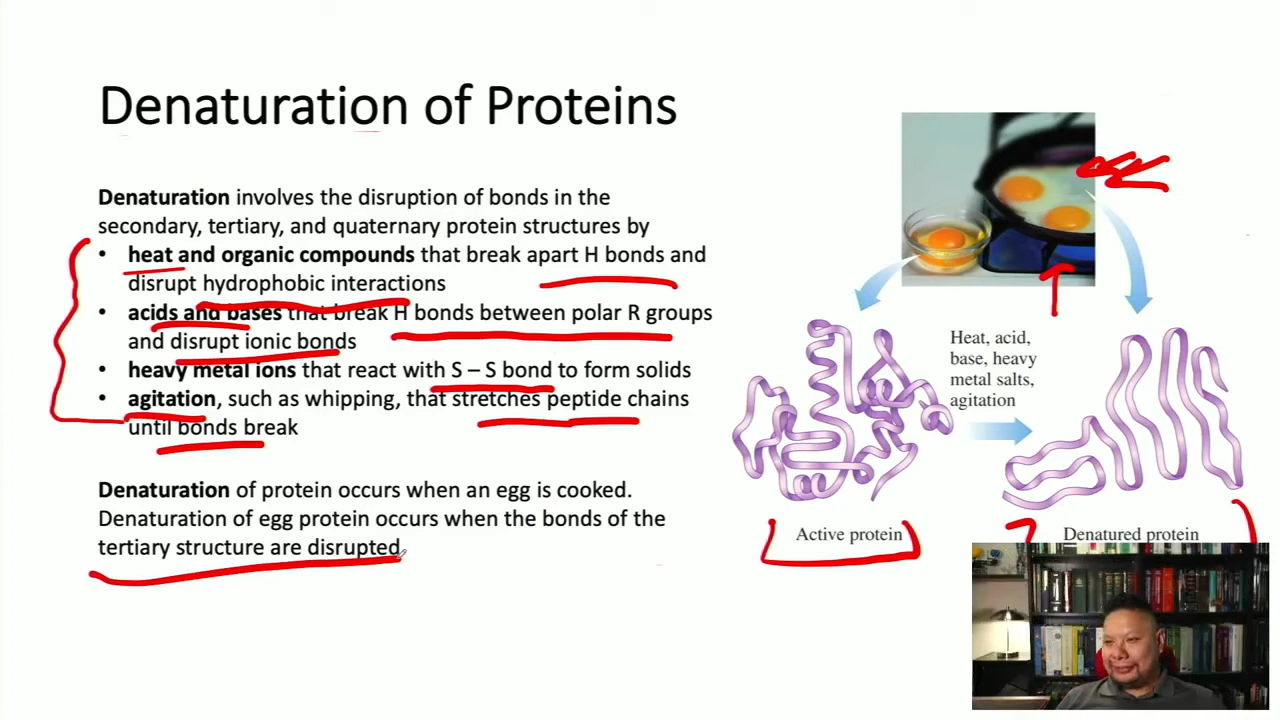 Denaturation of Proteins
Denaturation involves the disruption of bonds in the
secondary, tertiary, and quaternary protein structures by
• heat and organic compounds that break apart H bonds and
disrupt hydrophobic interactions
• acids and bases that break H bonds between polar R groups
and disrupt ionic bonds
• heavy metal ions that react with S – S bond to form solids
• agitation, such as whipping, that stretches peptide chains
until bonds break
Denaturation of protein occurs when an egg is cooked.
Denaturation of egg protein occurs when the bonds of the
tertiary structure are disrupted.
Heat, acid,
base, heavy
metal salts,
agitation
Active protein
Denatured protein